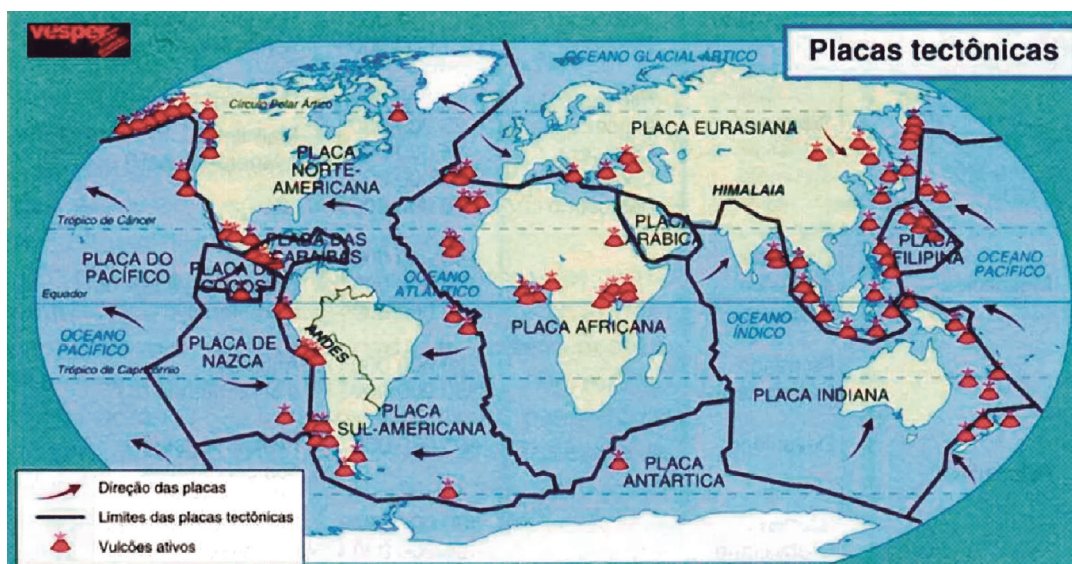 vesper
Placas tectônicas
OCEANO GLACIAL ÁRTICO
Círculo Polar Ártico
PLACA EURASIANA
PLACA
NORTE-
AMERICANA
HIMALAIA
Trópico de Câncer
PLACA
ARÁBICA
PLACA DAS
CARAÍBAS
PLACA
FILIPINA
PLACA DO
PACÍFICO
PLACA DE
COCOS
OCEANO
ATLÂNTICO
OCEANO
PACÍFICO
Equador
PLACA AFRICANA
OCEANO
ÍNDICO
OCEANO
PACÍFICO
PLACA DE
NAZCA
ANDES
Trópico de Capricórnio
PLACA INDIANA
PLACA
SUL-AMERICANA
PLACA
ANTÁRTICA
Direção das placas
Limites das placas tectônicas
Vulcões ativos